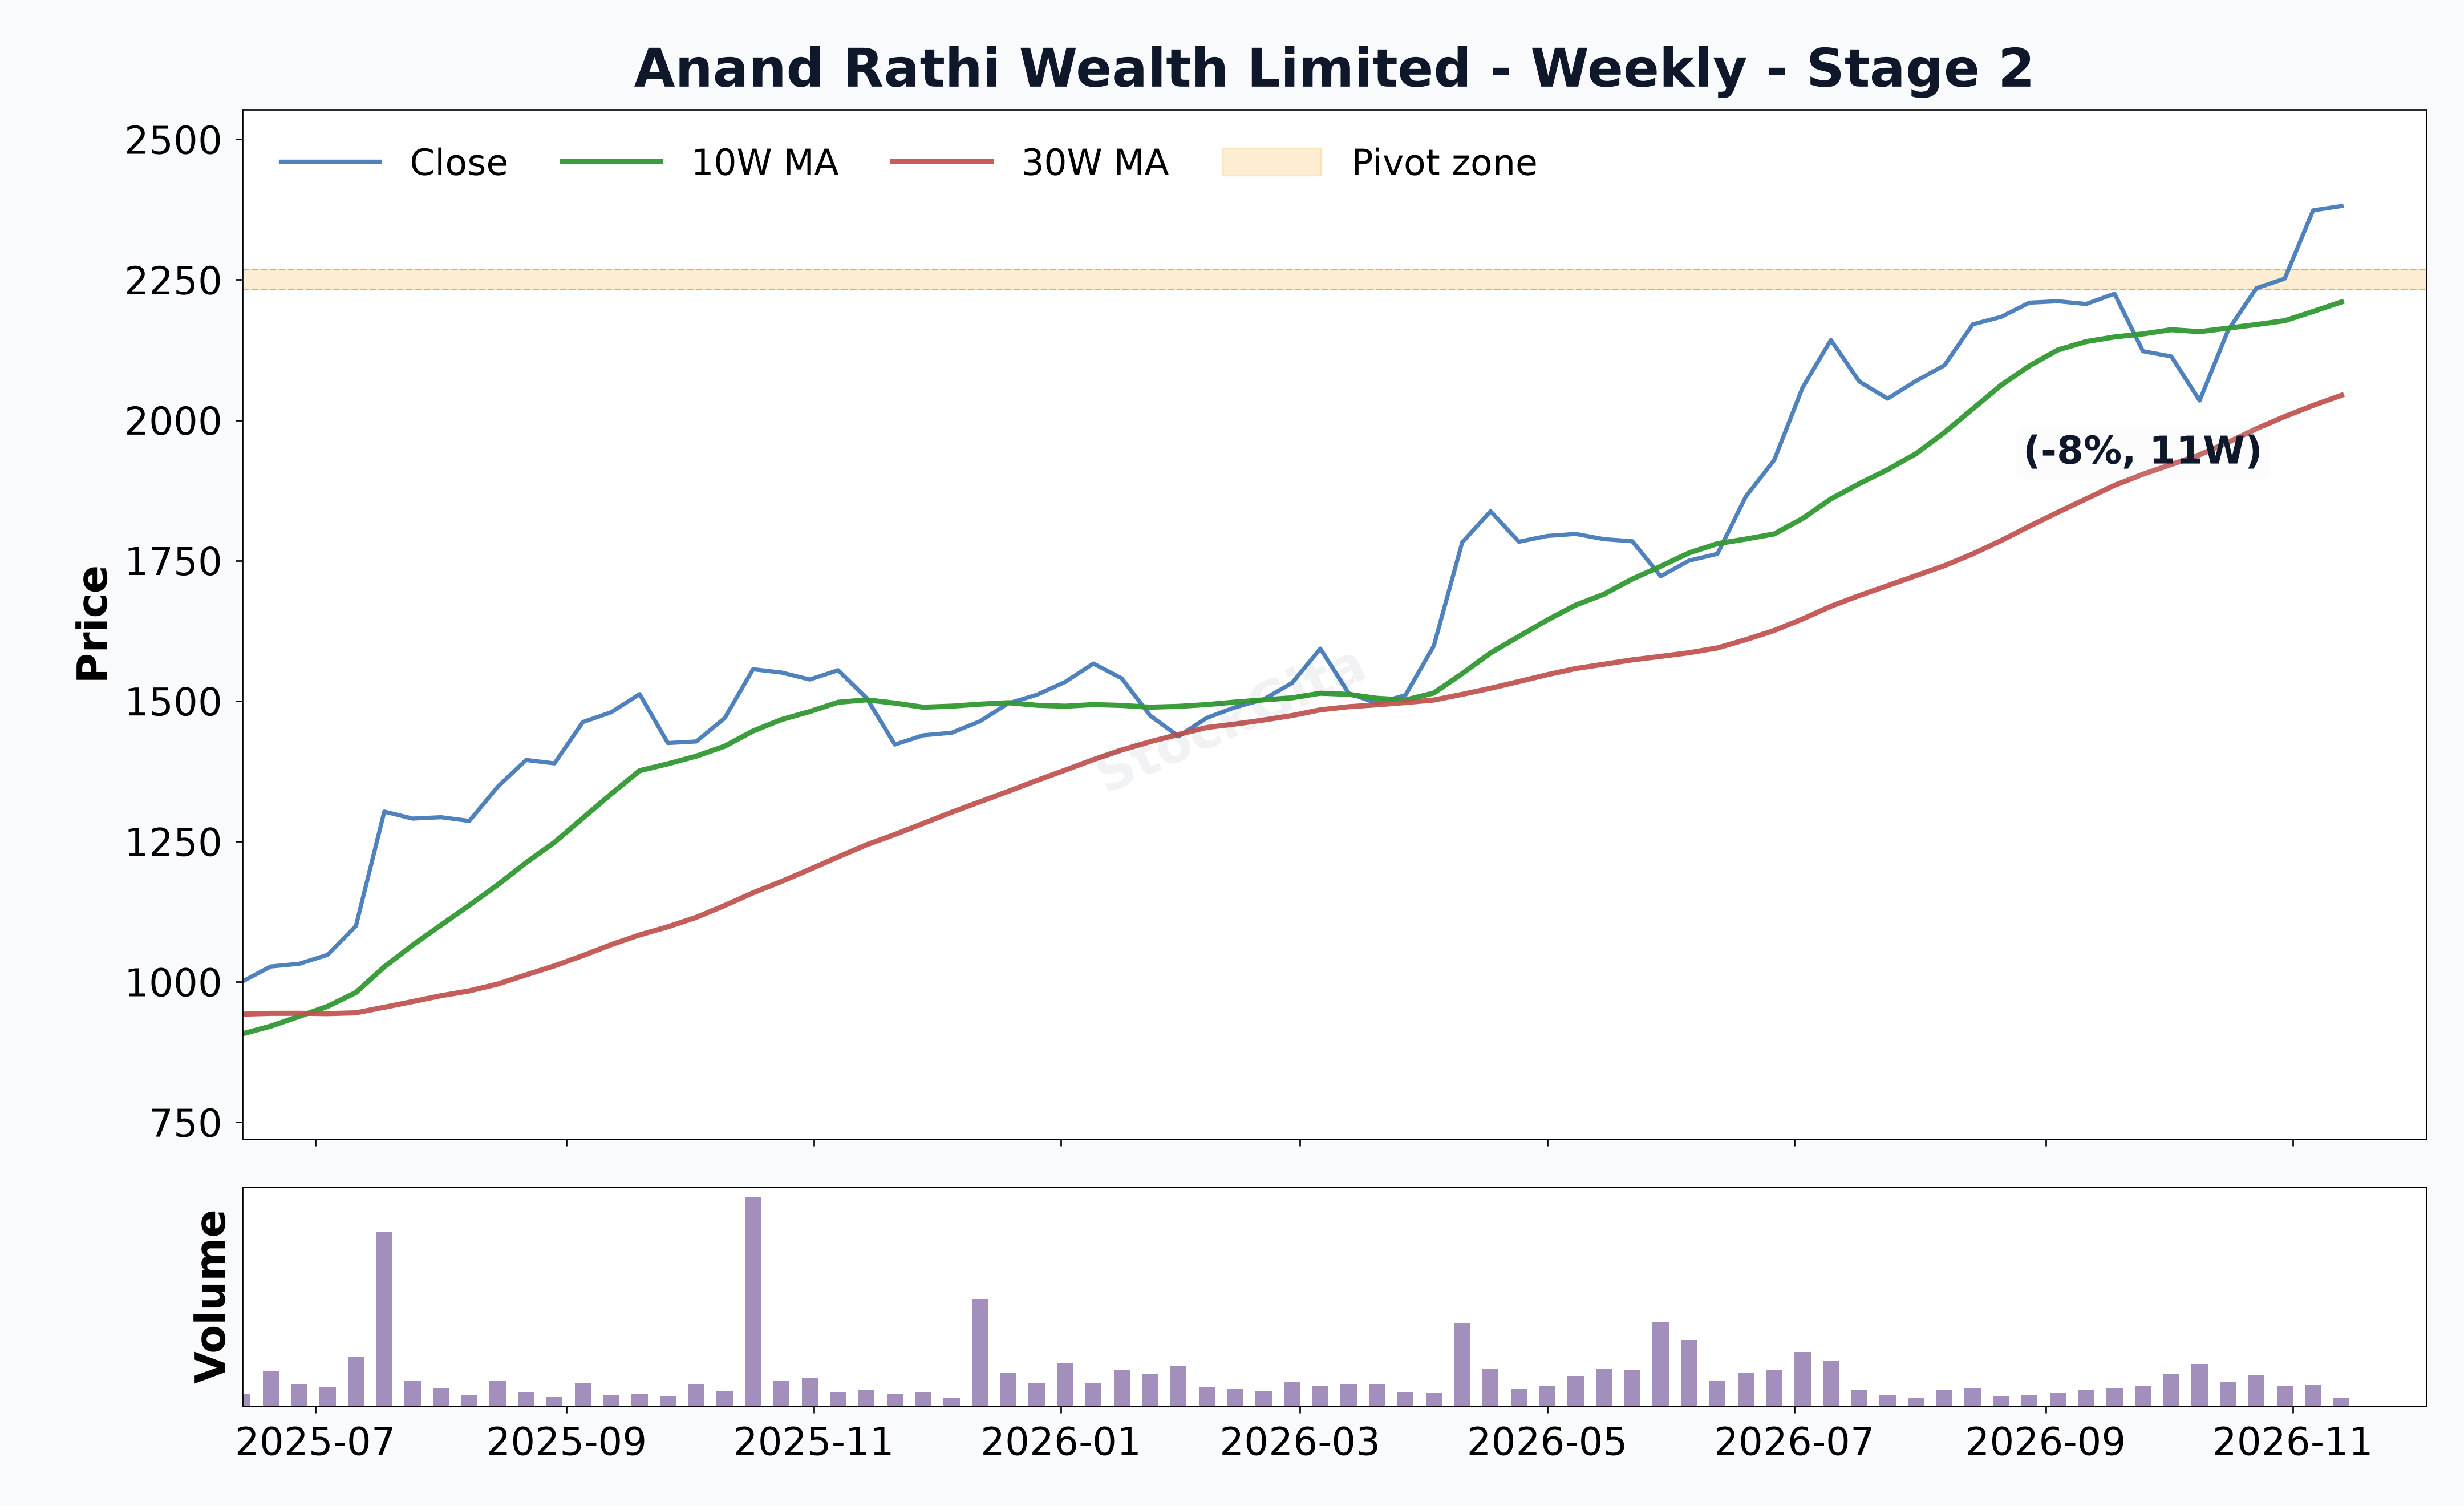 Anand Rathi Wealth Limited - Weekly - Stage 2
Close 10W MA 30W MA Pivot zone
2500
2250
2000
1750
1500
1250
1000
750
Price
(-8%, 11W)
StockGita
Volume
2025-07 2025-09 2025-11 2026-01 2026-03 2026-05 2026-07 2026-09 2026-11